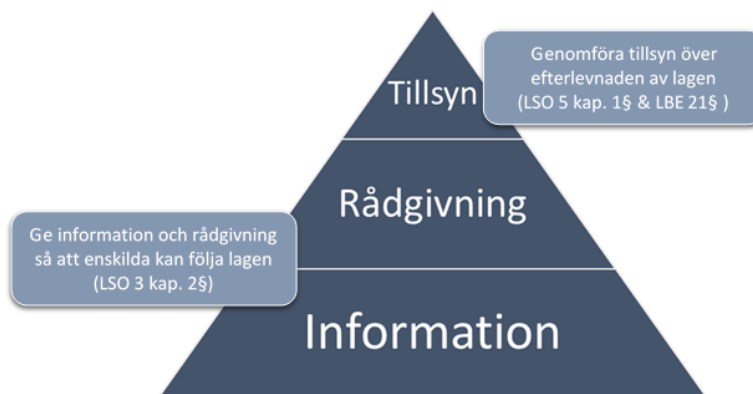 Genomföra tillsyn över
efterlevnaden av lagen
(LSO 5 kap. 1§ & LBE 21§ )
Tillsyn
Rådgivning
Ge information och rådgivning
så att enskilda kan följa lagen
(LSO 3 kap. 2§)
Information